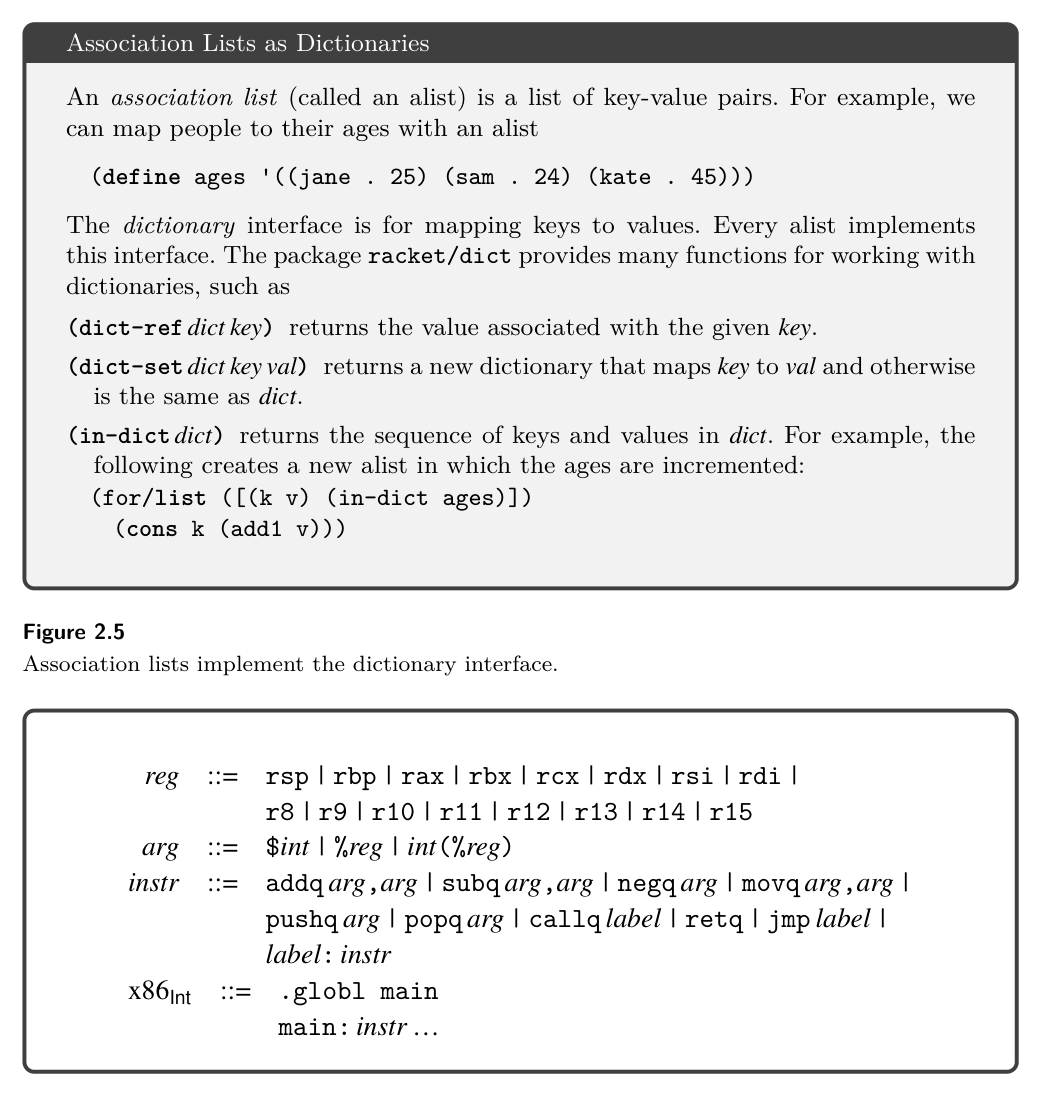 Association Lists as Dictionaries
An association list (called an alist) is a list of key-value pairs. For example, we
can map people to their ages with an alist
(define ages '((jane . 25) (sam . 24) (kate . 45)))
The dictionary interface is for mapping keys to values. Every alist implements
this interface. The package racket/dict provides many functions for working with
dictionaries, such as
(dict-ref dict key) returns the value associated with the given key.
(dict-set dict key val) returns a new dictionary that maps key to val and otherwise
is the same as dict.
(in-dict dict) returns the sequence of keys and values in dict. For example, the
following creates a new alist in which the ages are incremented:
(for/list ([(k v) (in-dict ages)])
(cons k (add1 v)))
Figure 2.5
Association lists implement the dictionary interface.
reg ::= rsp | rbp | rax | rbx | rcx | rdx | rsi | rdi |
r8 | r9 | r10 | r11 | r12 | r13 | r14 | r15
arg ::= $int | %reg | int(%reg)
instr ::= addq arg,arg | subq arg,arg | negq arg | movq arg,arg |
pushq arg | popq arg | callq label | retq | jmp label |
label: instr
x86Int ::= .globl main
main: instr …